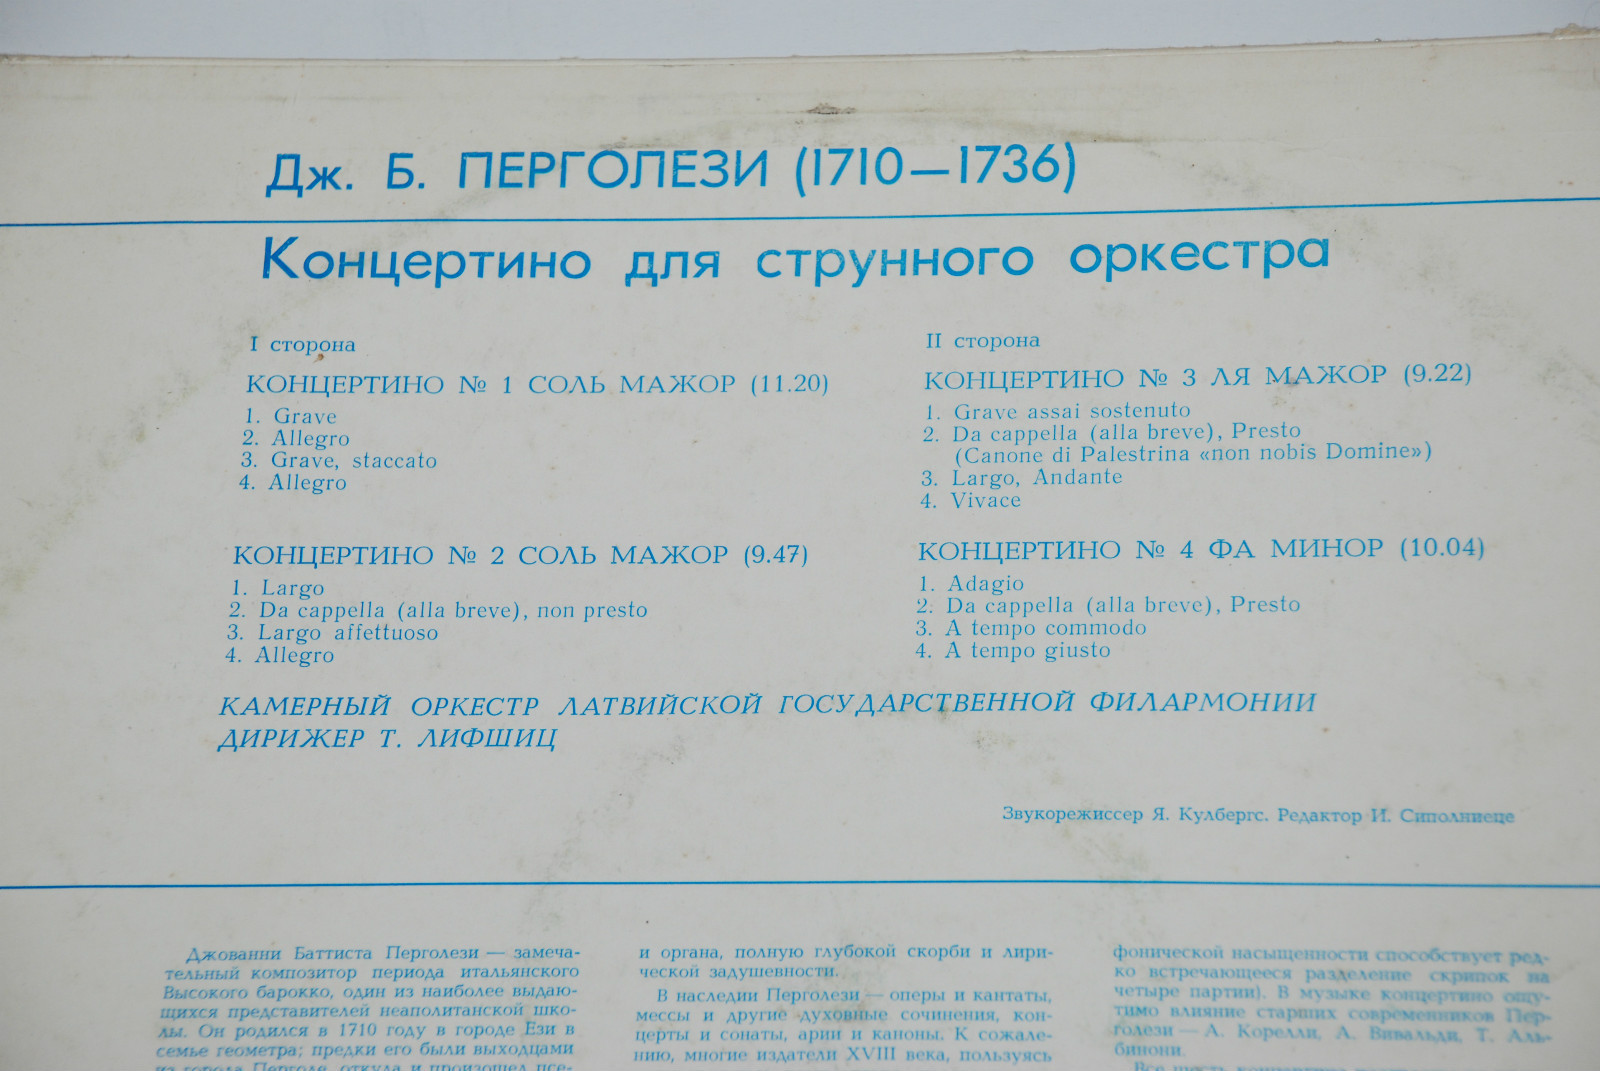 Дж. Б. ПЕРГОЛЕЗИ (1710—1736)
Концертино для струнного оркестра
I сторона
КОНЦЕРТИНО № 1 СОЛЬ МАЖОР (11.20)
1. Grave
2. Allegro
3. Grave, staccato
4. Allegro
КОНЦЕРТИНО № 2 СОЛЬ МАЖОР (9.47)
1. Largo
2. Da cappella (alla breve), non presto
3. Largo affettuoso
4. Allegro
II сторона
КОНЦЕРТИНО № 3 ЛЯ МАЖОР (9.22)
1. Grave assai sostenuto
2. Da cappella (alla breve), Presto
(Canone di Palestrina «non nobis Domine»)
3. Largo, Andante
4. Vivace
КОНЦЕРТИНО № 4 ФА МИНОР (10.04)
1. Adagio
2. Da cappella (alla breve), Presto
3. A tempo commodo
4. A tempo giusto
КАМЕРНЫЙ ОРКЕСТР ЛАТВИЙСКОЙ ГОСУДАРСТВЕННОЙ ФИЛАРМОНИИ
ДИРИЖЕР Т. ЛИФШИЦ
Звукорежиссер Я. Кулбергс. Редактор И. Сиполниеце
Джованни Баттиста Перголези — замеча-
тельный композитор периода итальянского
Высокого барокко, один из наиболее выдаю-
щихся представителей неаполитанской шко-
лы. Он родился в 1710 году в городе Ези в
семье геометра; предки его были выходцами
из города Перголе, откуда и произошел псе-
и органа, полную глубокой скорби и лири-
ческой задушевности.
В наследии Перголези — оперы и кантаты,
мессы и другие духовные сочинения, кон-
церты и сонаты, арии и каноны. К сожале-
нию, многие издатели XVIII века, пользуясь
фонической насыщенности способствует ред-
ко встречающееся разделение скрипок на
четыре партии). В музыке концертино ощу-
тимо влияние старших современников Пер-
голези — А. Корелли, А. Вивальди, Т. Аль-
бинони.
Все шесть концертино